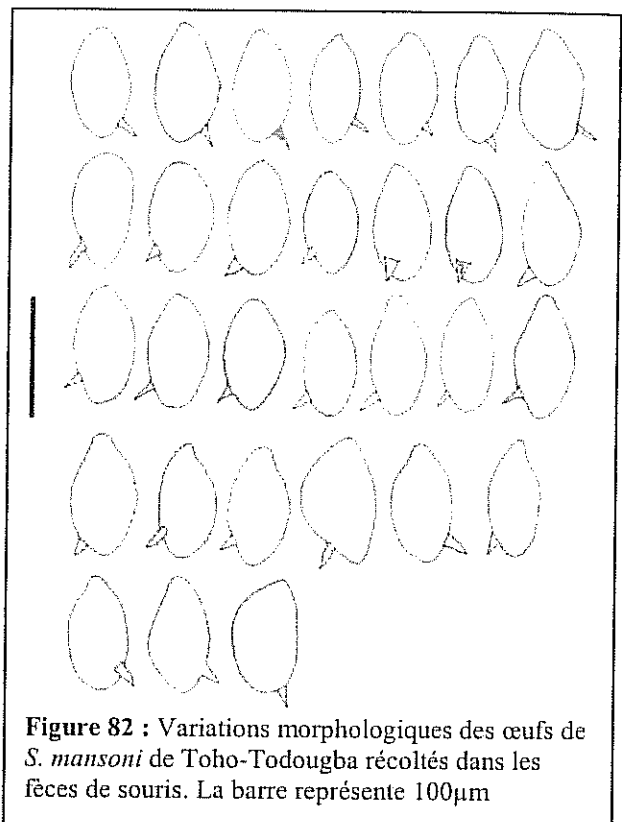 Figure 82 : Variations morphologiques des œufs de
S. mansoni de Toho-Todougba récoltés dans les
fèces de souris. La barre représente 100µm